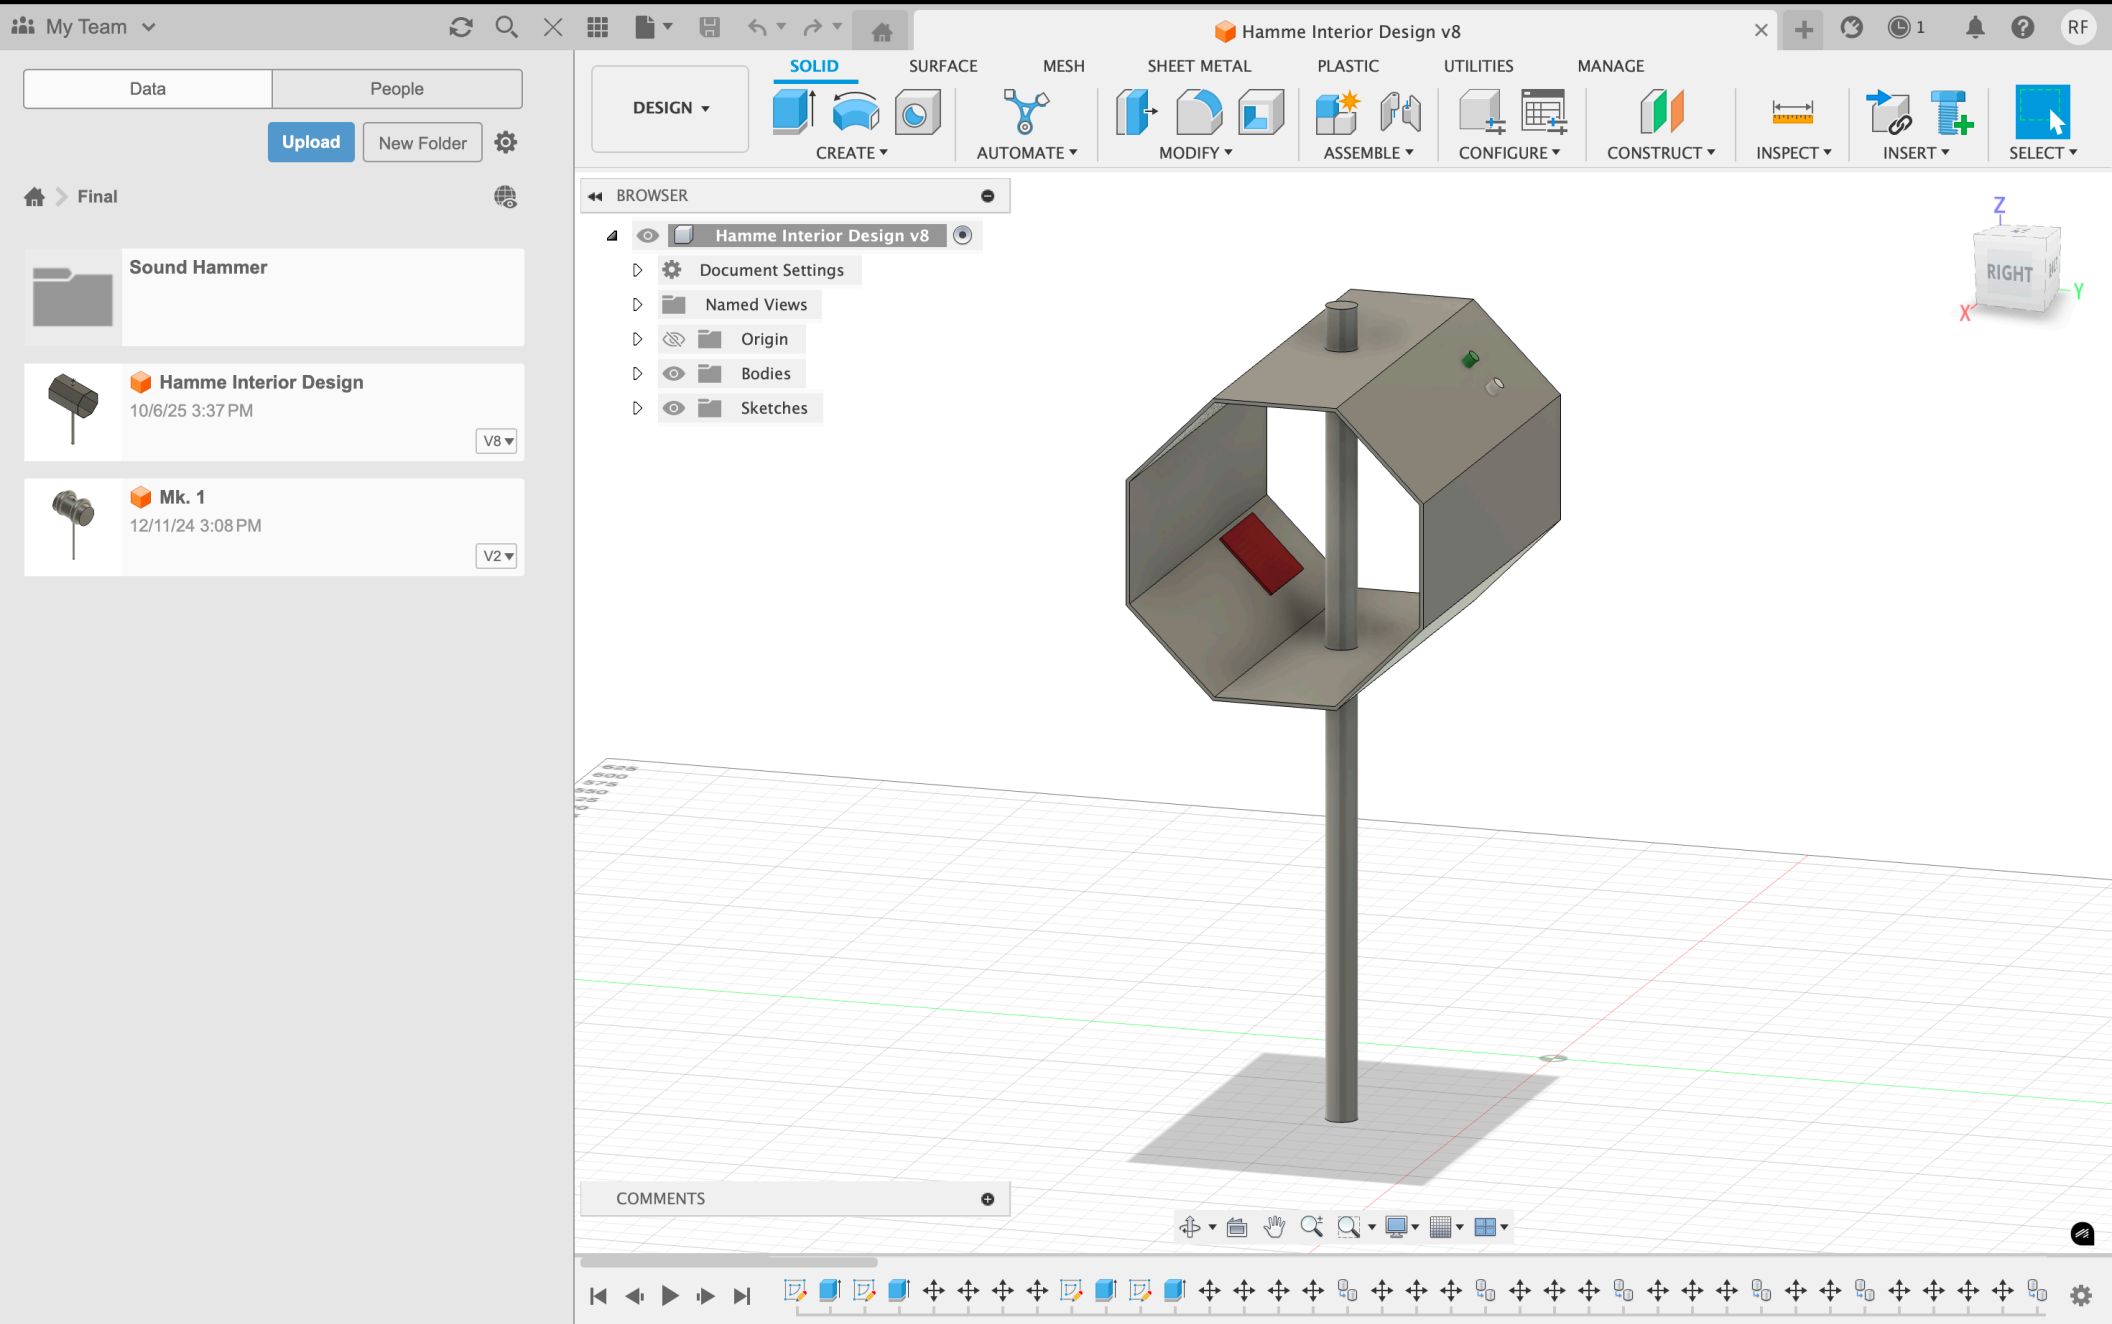 My Team
Hamme Interior Design v8
1
RF
Data
People
Upload
New Folder
Final
Sound Hammer
Hamme Interior Design
10/6/25 3:37 PM
V8
Mk. 1
12/11/24 3:08 PM
V2
DESIGN
SOLID
SURFACE
MESH
SHEET METAL
PLASTIC
UTILITIES
MANAGE
CREATE
AUTOMATE
MODIFY
ASSEMBLE
CONFIGURE
CONSTRUCT
INSPECT
INSERT
SELECT
BROWSER
Hamme Interior Design v8
Document Settings
Named Views
Origin
Bodies
Sketches
Z
RIGHT
Y
X
625
600
575
COMMENTS